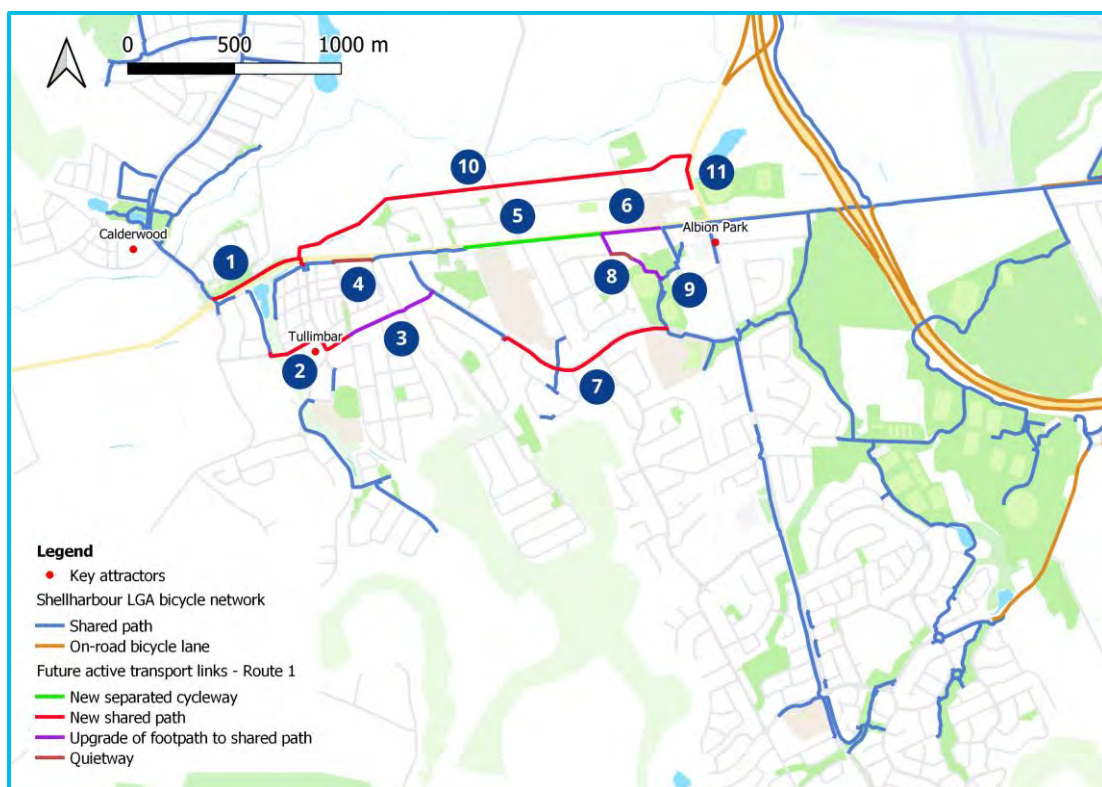 0 500 1000 m
10
11
5
6
Calderwood
Albion Park
1
8
9
4
Tullimbar
3
2
7
Legend
Key attractors
Shellharbour LGA bicycle network
Shared path
On-road bicycle lane
Future active transport links - Route 1
New separated cycleway
New shared path
Upgrade of footpath to shared path
Quietway